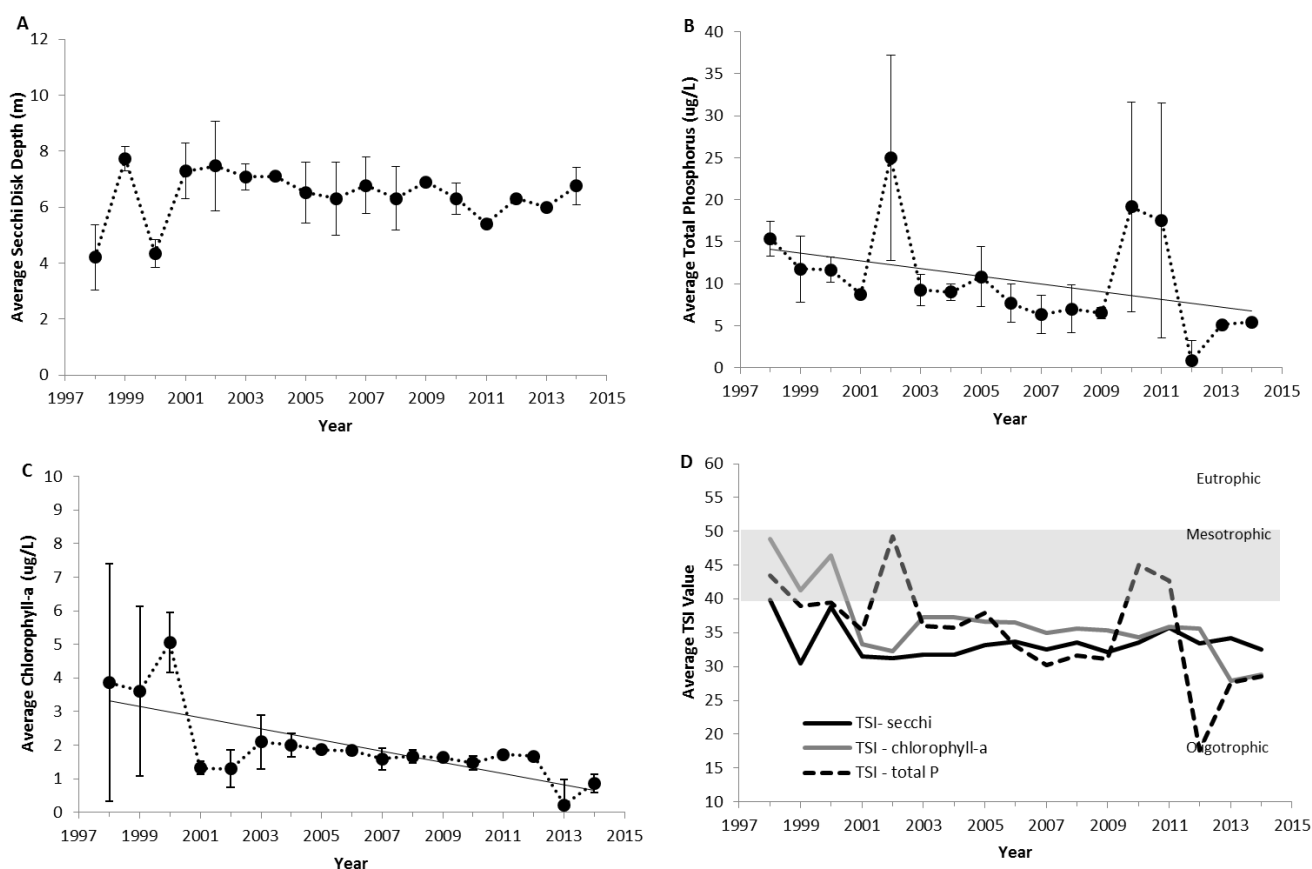 A
Average Secchi Disk Depth (m)
12
10
8
6
4
2
0
1997 1999 2001 2003 2005 2007 2009 2011 2013 2015
Year
B
Average Total Phosphorus (ug/L)
40
35
30
25
20
15
10
5
0
1997 1999 2001 2003 2005 2007 2009 2011 2013 2015
Year
C
Average Chlorophyll-a (ug/L)
10
9
8
7
6
5
4
3
2
1
0
1997 1999 2001 2003 2005 2007 2009 2011 2013 2015
Year
D
Average TSI Value
60
55
50
45
40
35
30
25
20
15
10
Eutrophic
Mesotrophic
Oligotrophic
TSI- secchi
TSI - chlorophyll-a
TSI - total P
1997 1999 2001 2003 2005 2007 2009 2011 2013 2015
Year